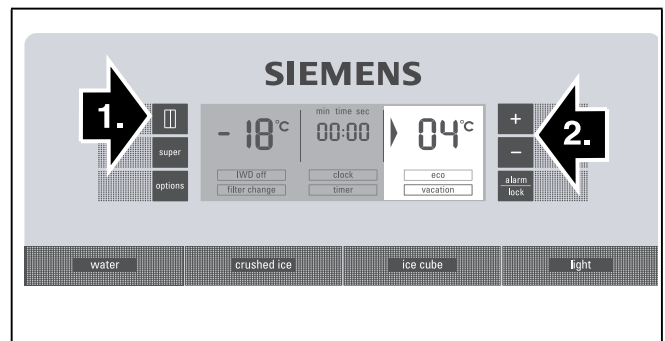 SIEMENS
1.
super
options
- 18°C
min time sec
00:00
04°C
IWD off
clock
eco
filter change
timer
vacation
+
-
alarm
lock
2.
water
crushed ice
ice cube
light